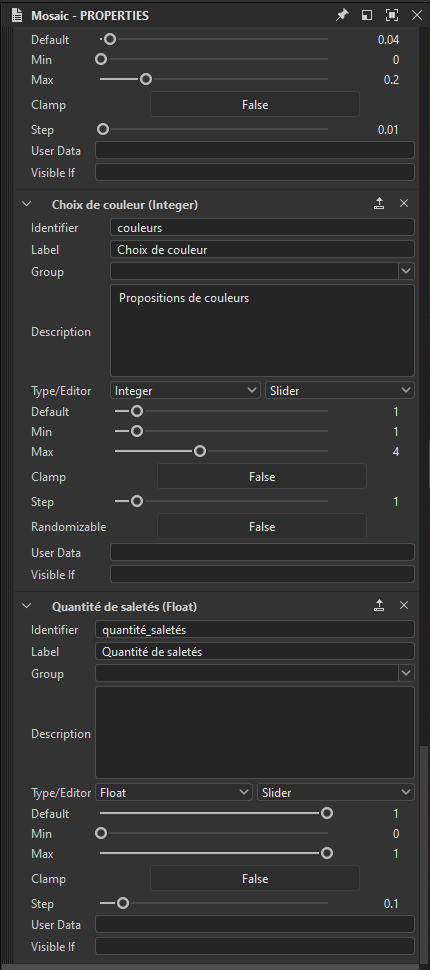 Mosaic - PROPERTIES
Default 0.04
Min 0
Max 0.2
Clamp False
Step 0.01
User Data
Visible If
Choix de couleur (Integer)
Identifier couleurs
Label Choix de couleur
Group
Description Propositions de couleurs
Type/Editor Integer Slider
Default 1
Min 1
Max 4
Clamp False
Step 1
Randomizable False
User Data
Visible If
Quantité de saletés (Float)
Identifier quantité_saletés
Label Quantité de saletés
Group
Description
Type/Editor Float Slider
Default 1
Min 0
Max 1
Clamp False
Step 0.1
User Data
Visible If